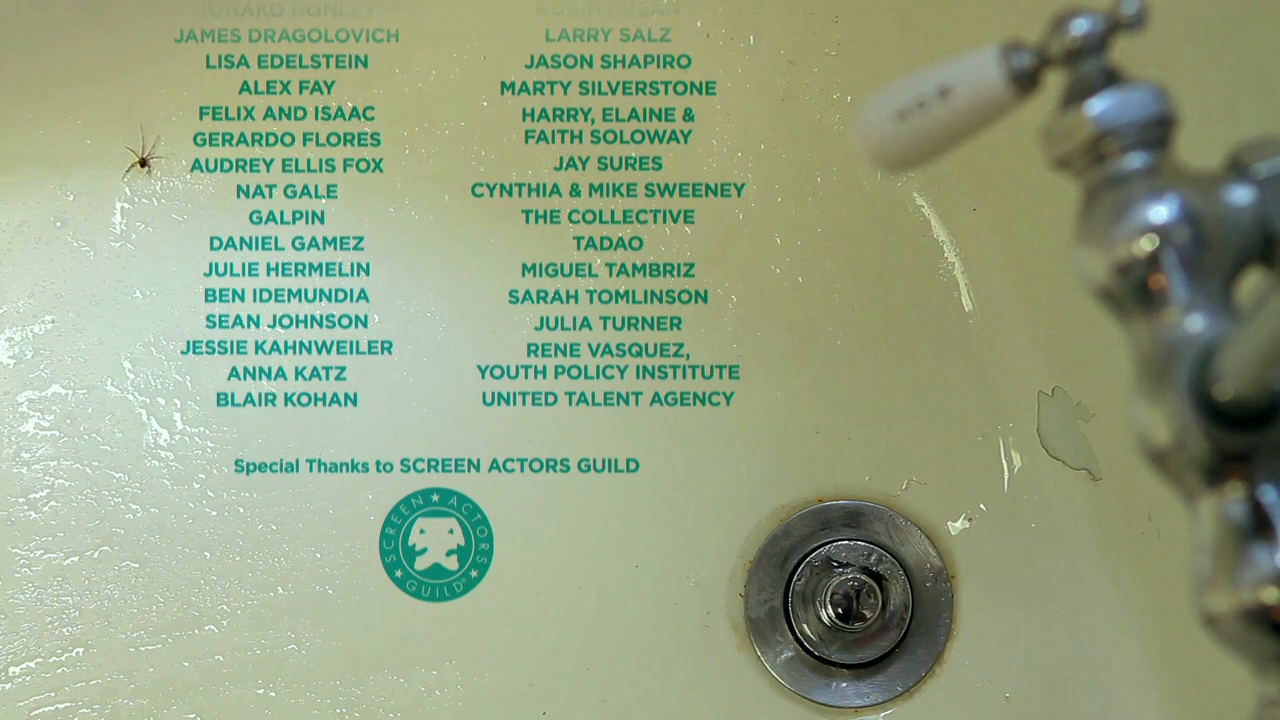 JAMES DRAGOLOVICH
LISA EDELSTEIN
ALEX FAY
FELIX AND ISAAC
GERARDO FLORES
AUDREY ELLIS FOX
NAT GALE
GALPIN
DANIEL GAMEZ
JULIE HERMELIN
BEN IDEMUNDIA
SEAN JOHNSON
JESSIE KAHNWEILER
ANNA KATZ
BLAIR KOHAN
LARRY SALZ
JASON SHAPIRO
MARTY SILVERSTONE
HARRY, ELAINE &
FAITH SOLOWAY
JAY SURES
CYNTHIA & MIKE SWEENEY
THE COLLECTIVE
TADAO
MIGUEL TAMBRIZ
SARAH TOMLINSON
JULIA TURNER
RENE VASQUEZ,
YOUTH POLICY INSTITUTE
UNITED TALENT AGENCY
Special Thanks to SCREEN ACTORS GUILD
SCREEN ★ ACTORS ★ GUILD ★